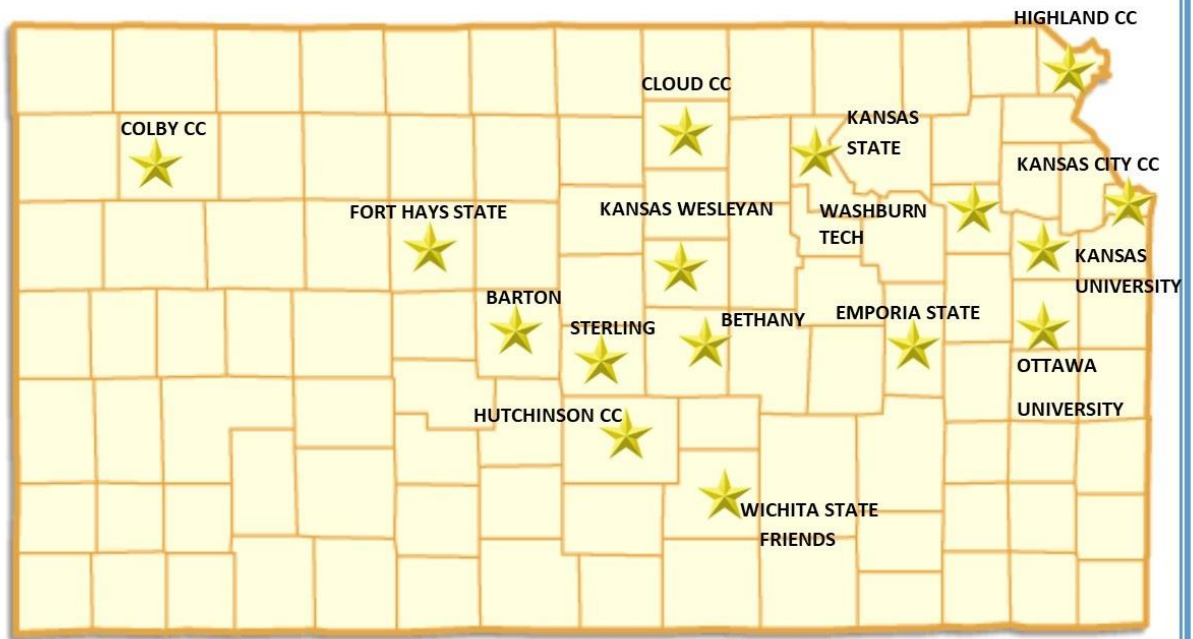 HIGHLAND CC
CLOUD CC
COLBY CC
KANSAS
STATE
KANSAS CITY CC
FORT HAYS STATE
KANSAS WESLEYAN
WASHBURN
TECH
KANSAS
UNIVERSITY
BARTON
STERLING
BETHANY
EMPORIA STATE
OTTAWA
UNIVERSITY
HUTCHINSON CC
WICHITA STATE
FRIENDS